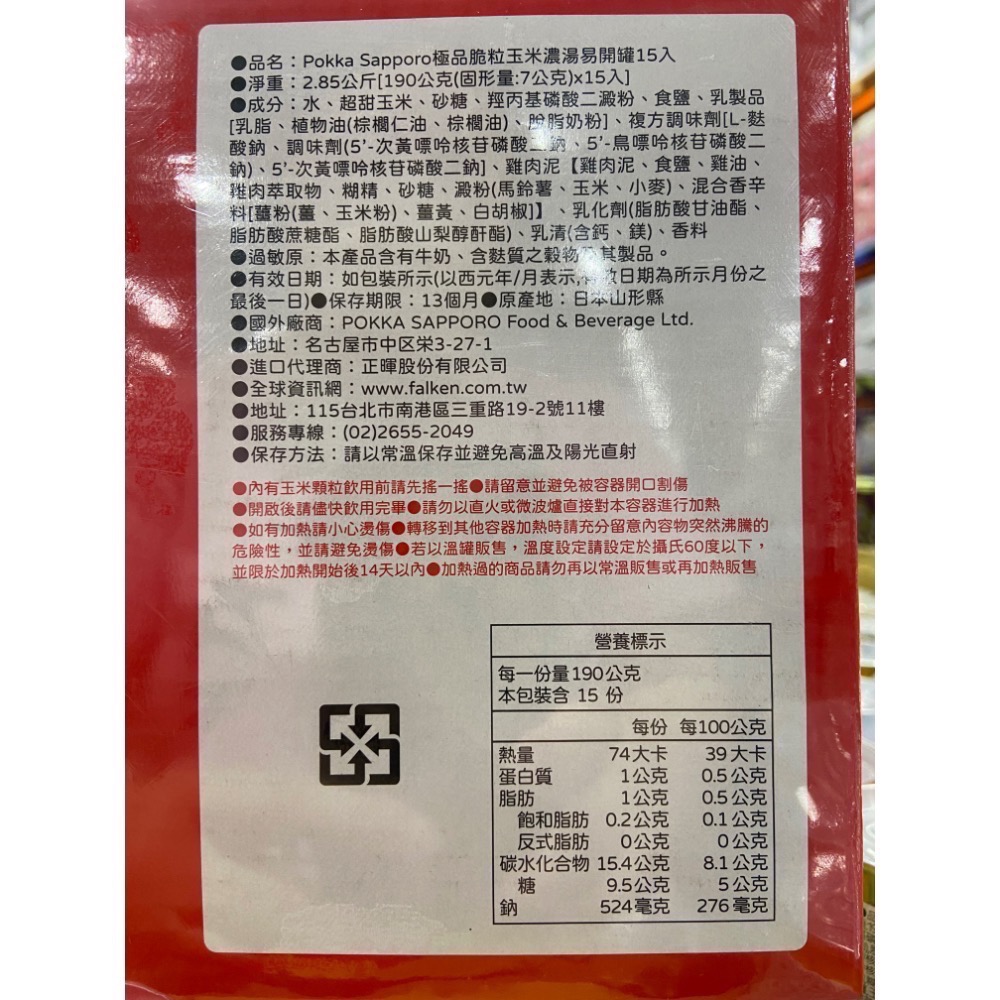 ●品名：Pokka Sapporo極品脆粒玉米濃湯易開罐15入
●淨重：2.85公斤[190公克(固形量:7公克)x15入]
●成分：水、超甜玉米、砂糖、羥丙基磷酸二澱粉、食鹽、乳製品
[乳脂、植物油(棕櫚仁油、棕櫚油)、脫脂奶粉]、複方調味劑[L-麩
酸鈉、調味劑(5'-次黃嘌呤核苷磷酸二鈉、5'-鳥嘌呤核苷磷酸二
鈉)、5'-次黃嘌呤核苷磷酸二鈉]、雞肉泥【雞肉泥、食鹽、雞油、
雞肉萃取物、糊精、砂糖、澱粉(馬鈴薯、玉米、小麥)、混合香辛
料[薑粉(薑、玉米粉)、薑黃、白胡椒]】、乳化劑(脂肪酸甘油酯、
脂肪酸蔗糖酯、脂肪酸山梨醇酐酯)、乳清(含鈣、鎂)、香料
●過敏原：本產品含有牛奶、含麩質之穀物及其製品。
●有效日期：如包裝所示(以西元年/月表示,有效日期為所示月份之
最後一日)●保存期限：13個月●原產地：日本山形縣
●國外廠商：POKKA SAPPORO Food & Beverage Ltd.
●地址：名古屋市中区栄3-27-1
●進口代理商：正暉股份有限公司
●全球資訊網：www.falken.com.tw
●地址：115台北市南港區三重路19-2號11樓
●服務專線：(02)2655-2049
●保存方法：請以常溫保存並避免高溫及陽光直射
●內有玉米顆粒飲用前請先搖一搖●請留意並避免被容器開口割傷
●開啟後請儘快飲用完畢●請勿以直火或微波爐直接對本容器進行加熱
●如有加熱請小心燙傷●轉移到其他容器加熱時請充分留意內容物突然沸騰的
危險性，並請避免燙傷●若以溫罐販售，溫度設定請設定於攝氏60度以下，
並限於加熱開始後14天以內●加熱過的商品請勿再以常溫販售或再加熱販售
營養標示
每一份量190公克
本包裝含 15 份
每份 每100公克
熱量 74大卡 39大卡
蛋白質 1公克 0.5公克
脂肪 1公克 0.5公克
飽和脂肪 0.2公克 0.1公克
反式脂肪 0公克 0公克
碳水化合物 15.4公克 8.1公克
糖 9.5公克 5公克
鈉 524毫克 276毫克